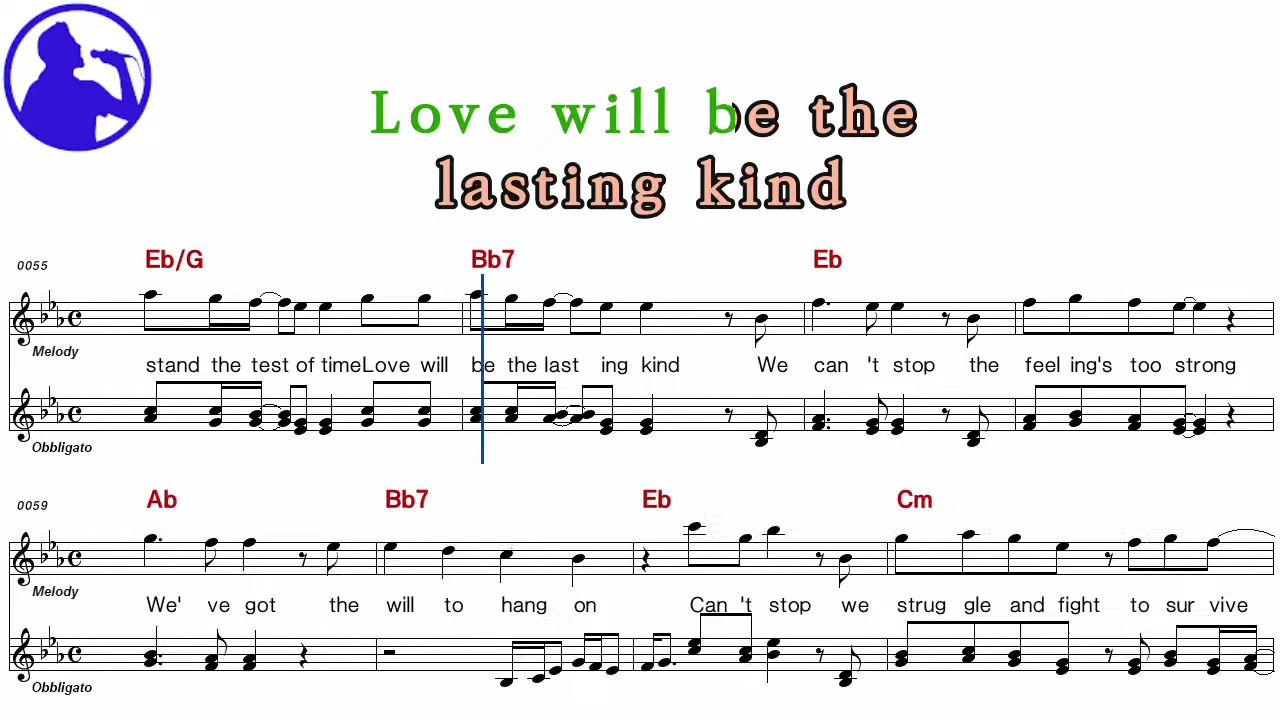 Love will be the
lasting kind
Eb/G Bb7 Eb
0055
Melody
stand the test of timeLove will be the last ing kind We can 't stop the feel ing's too strong
Obbligato
Ab Bb7 Eb Cm
0059
Melody
We' ve got the will to hang on Can 't stop we strug gle and fight to sur vive
Obbligato